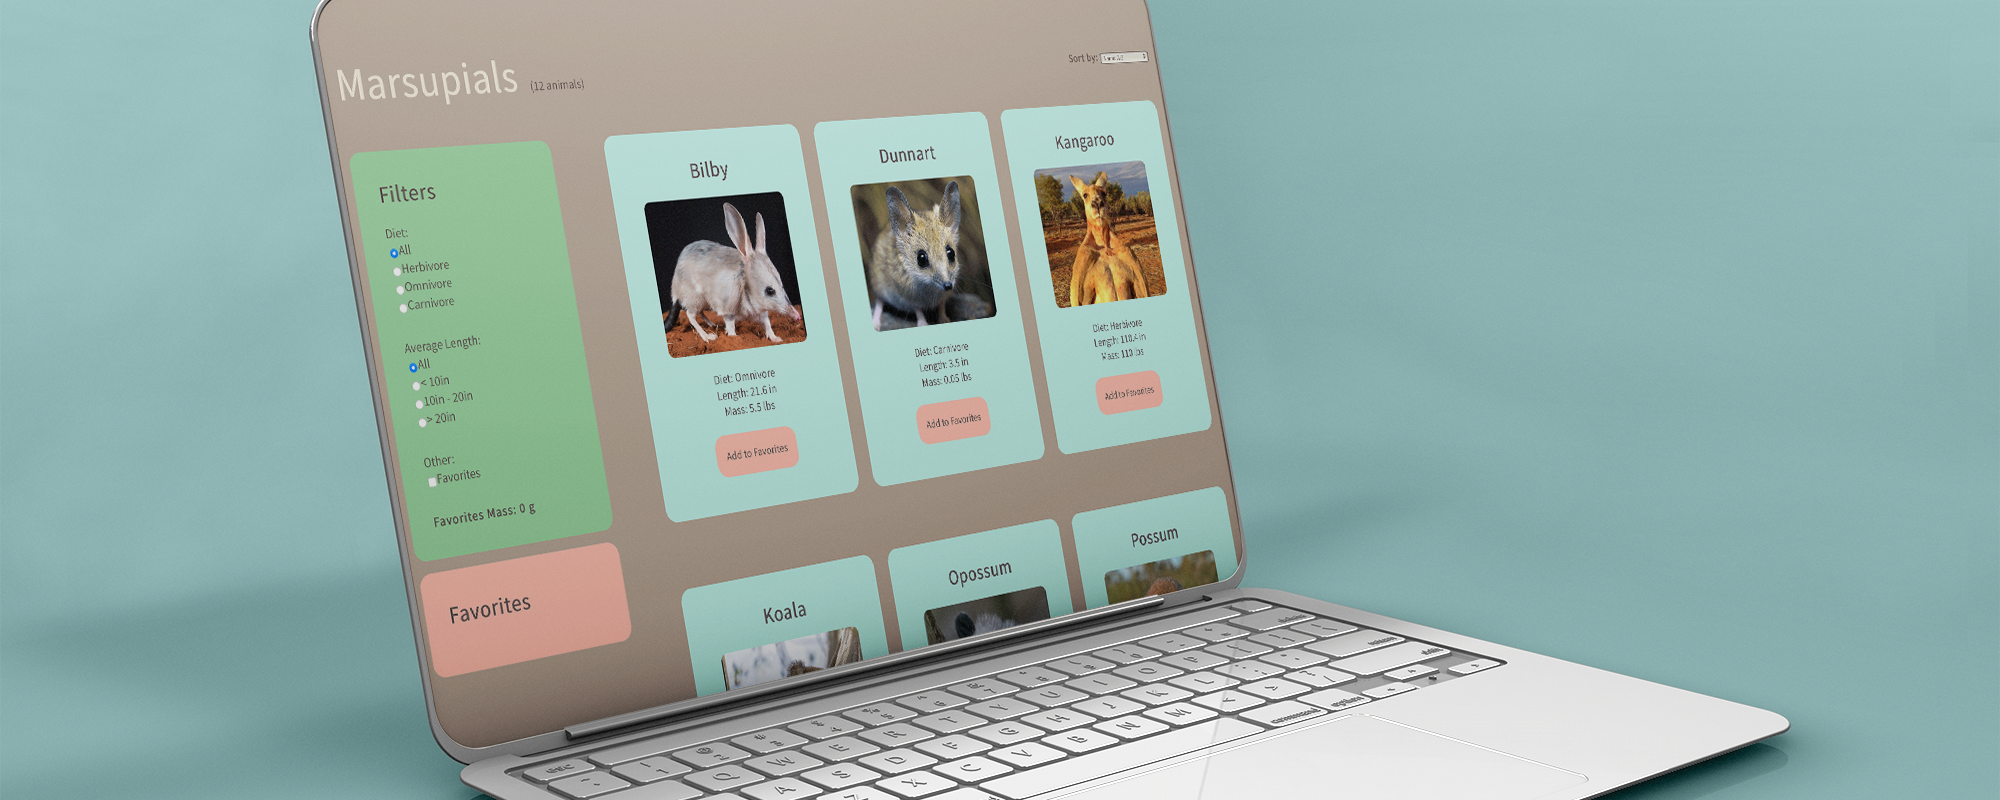 Marsupials (12 animals)
Sort by:
Filters
Diet:
All
Herbivore
Omnivore
Carnivore
Average Length:
All
< 10in
10in - 20in
> 20in
Other:
Favorites
Favorites Mass: 0 g
Favorites
Bilby
Diet: Omnivore
Length: 21.6 in
Mass: 5.5 lbs
Add to Favorites
Dunnart
Diet: Carnivore
Length: 3.5 in
Mass: 0.05 lbs
Add to Favorites
Kangaroo
Diet: Herbivore
Length: 118.4 in
Mass: 110 lbs
Add to Favorites
Koala
Opossum
Possum
Q W E R T Y U I O P
A S D F G H J K L
Z X C V B N M
command option